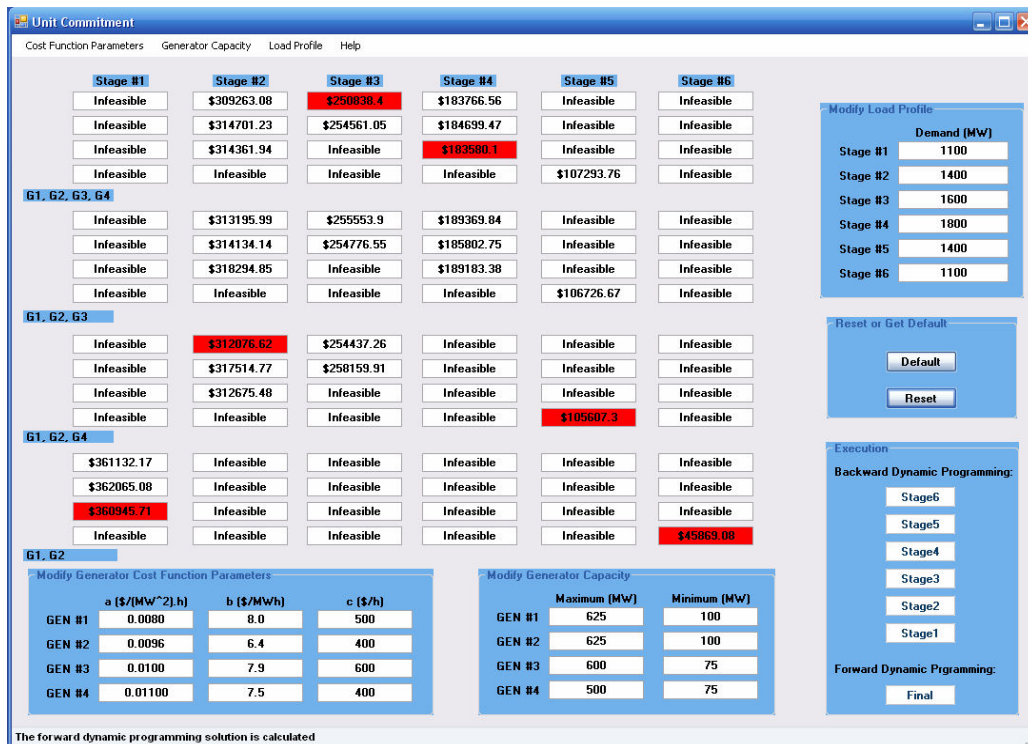 Unit Commitment
Cost Function Parameters Generator Capacity Load Profile Help
Stage #1 Stage #2 Stage #3 Stage #4 Stage #5 Stage #6
Infeasible $309263.08 $250838.4 $183766.56 Infeasible Infeasible
Infeasible $314701.23 $254561.05 $184699.47 Infeasible Infeasible
Infeasible $314361.94 Infeasible $183580.1 Infeasible Infeasible
Infeasible Infeasible Infeasible Infeasible $107293.76 Infeasible
G1, G2, G3, G4
Infeasible $313195.99 $255553.9 $189369.84 Infeasible Infeasible
Infeasible $314134.14 $254776.55 $185802.75 Infeasible Infeasible
Infeasible $318294.85 Infeasible $189183.38 Infeasible Infeasible
Infeasible Infeasible Infeasible Infeasible $106726.67 Infeasible
G1, G2, G3
Infeasible $312076.62 $254437.26 Infeasible Infeasible Infeasible
Infeasible $317514.77 $258159.91 Infeasible Infeasible Infeasible
Infeasible $312675.48 Infeasible Infeasible Infeasible Infeasible
Infeasible Infeasible Infeasible Infeasible $105607.3 Infeasible
G1, G2, G4
$361132.17 Infeasible Infeasible Infeasible Infeasible Infeasible
$362065.08 Infeasible Infeasible Infeasible Infeasible Infeasible
$360945.71 Infeasible Infeasible Infeasible Infeasible Infeasible
Infeasible Infeasible Infeasible Infeasible Infeasible $45869.08
G1, G2
Modify Load Profile
Demand (MW)
Stage #1 1100
Stage #2 1400
Stage #3 1600
Stage #4 1800
Stage #5 1400
Stage #6 1100
Reset or Get Default
Default
Reset
Execution
Backward Dynamic Programming:
Stage6
Stage5
Stage4
Stage3
Stage2
Stage1
Forward Dynamic Prgramming:
Final
Modify Generator Cost Function Parameters
a ($/(MW^2).h) b ($/MWh) c ($/h)
GEN #1 0.0080 8.0 500
GEN #2 0.0096 6.4 400
GEN #3 0.0100 7.9 600
GEN #4 0.01100 7.5 400
Modify Generator Capacity
Maximum (MW) Minimum (MW)
GEN #1 625 100
GEN #2 625 100
GEN #3 600 75
GEN #4 500 75
The forward dynamic programming solution is calculated